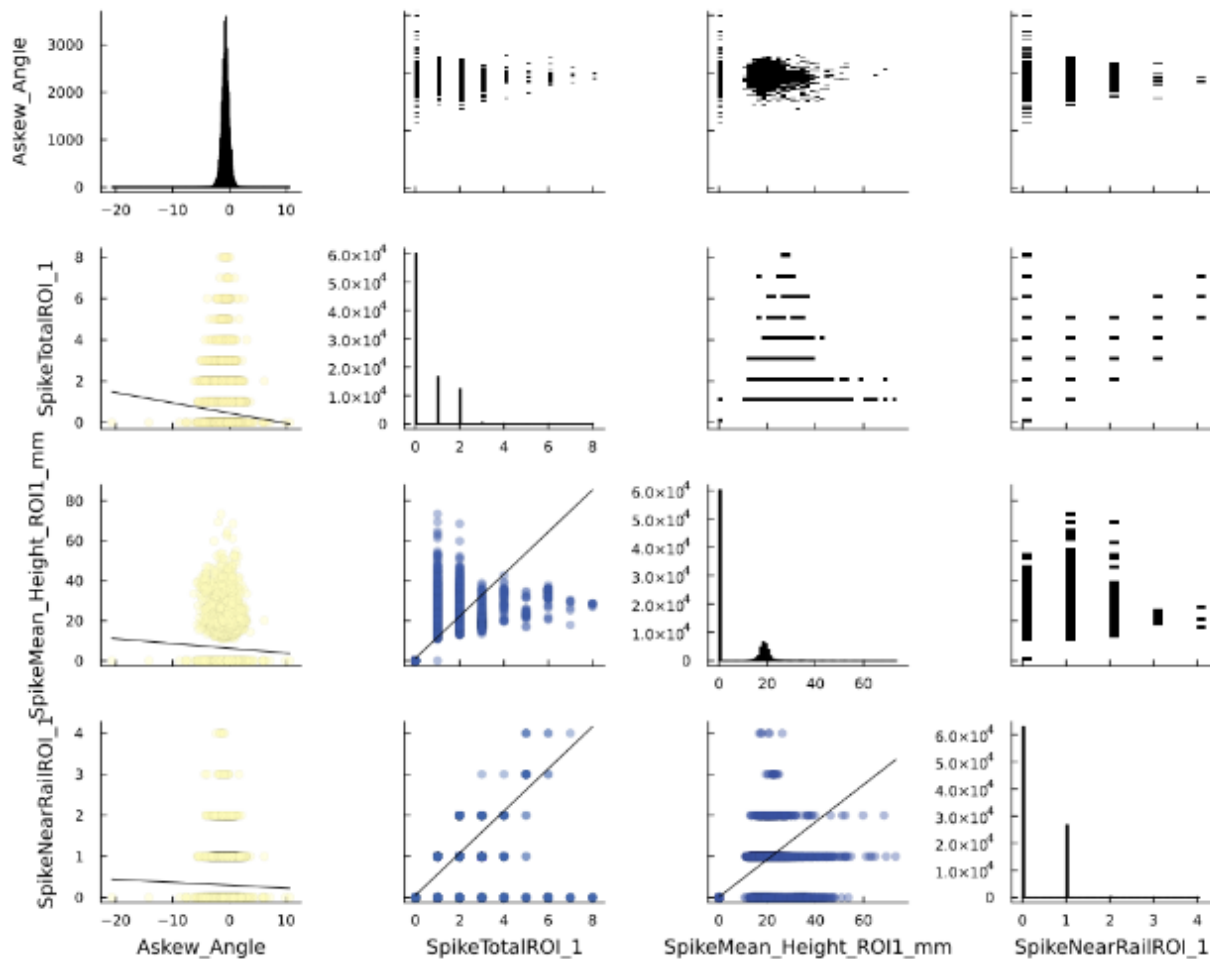 Askew_Angle
3000
2000
1000
0
−20 −10 0 10
SpikeTotalROI_1
8
6
4
2
0
−20 −10 0 10
6.0×10⁴
5.0×10⁴
4.0×10⁴
3.0×10⁴
2.0×10⁴
1.0×10⁴
0
0 2 4 6 8
SpikeMean_Height_ROI1_mm
80
60
40
20
0
6.0×10⁴
5.0×10⁴
4.0×10⁴
3.0×10⁴
2.0×10⁴
1.0×10⁴
0
0 20 40 60
SpikeNearRailROI_1
4
3
2
1
0
6.0×10⁴
5.0×10⁴
4.0×10⁴
3.0×10⁴
2.0×10⁴
1.0×10⁴
0
−20 −10 0 10
0 2 4 6 8
0 20 40 60
0 1 2 3 4
Askew_Angle
SpikeTotalROI_1
SpikeMean_Height_ROI1_mm
SpikeNearRailROI_1